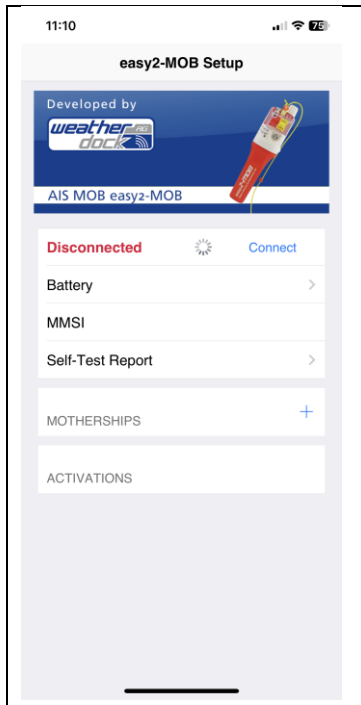 11:10
75
easy2-MOB Setup
Developed by
weather AG
dock
AIS MOB easy2-MOB
Disconnected Connect
Battery
MMSI
Self-Test Report
MOTHERSHIPS +
ACTIVATIONS